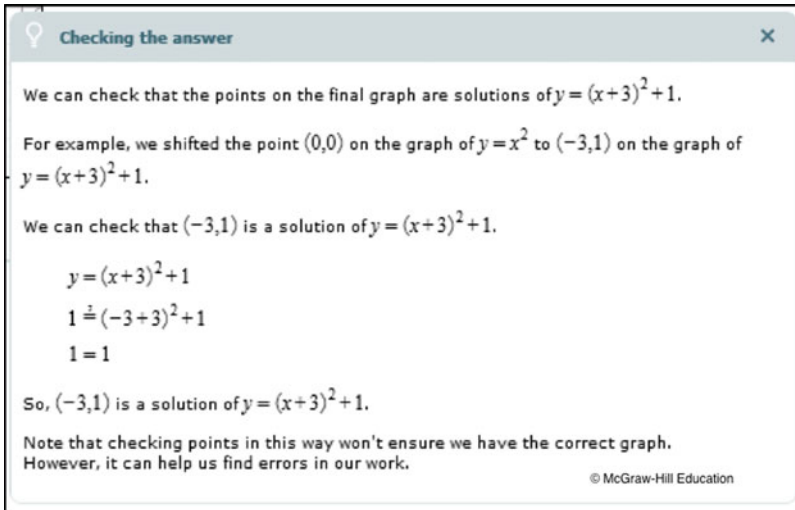 Checking the answer
We can check that the points on the final graph are solutions of y = (x+3)²+1.
For example, we shifted the point (0,0) on the graph of y = x² to (−3,1) on the graph of
y = (x+3)²+1.
We can check that (−3,1) is a solution of y = (x+3)²+1.
y = (x+3)²+1
1 ≟ (−3+3)²+1
1 = 1
So, (−3,1) is a solution of y = (x+3)²+1.
Note that checking points in this way won't ensure we have the correct graph.
However, it can help us find errors in our work.
© McGraw-Hill Education